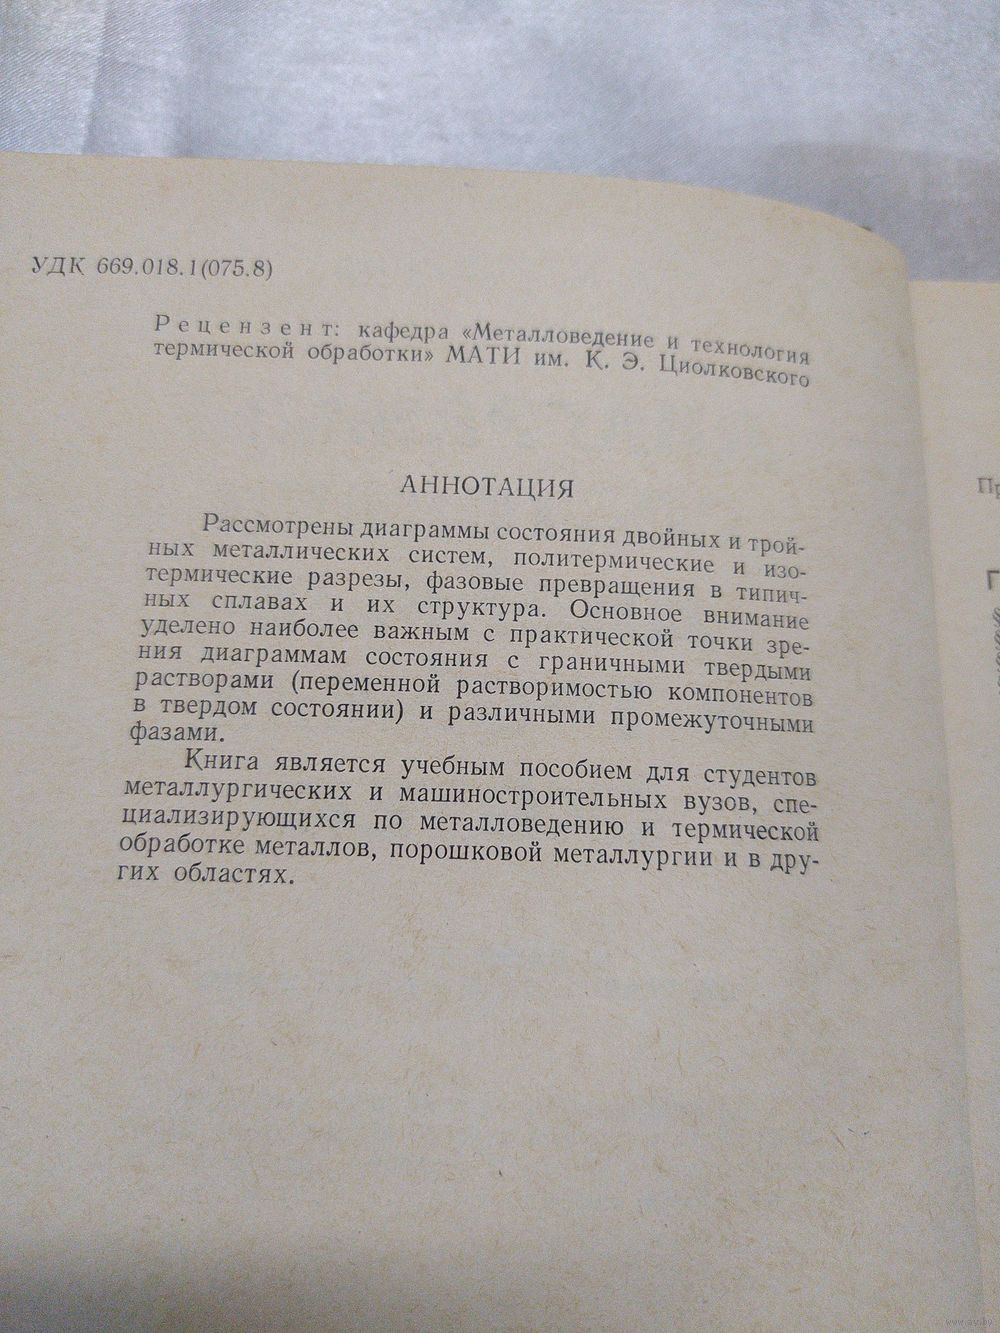 УДК 669.018.1(075.8)
Рецензент: кафедра «Металловедение и технология
термической обработки» МАТИ им. К. Э. Циолковского
АННОТАЦИЯ
Рассмотрены диаграммы состояния двойных и трой-
ных металлических систем, политермические и изо-
термические разрезы, фазовые превращения в типич-
ных сплавах и их структура. Основное внимание
уделено наиболее важным с практической точки зре-
ния диаграммам состояния с граничными твердыми
растворами (переменной растворимостью компонентов
в твердом состоянии) и различными промежуточными
фазами.
Книга является учебным пособием для студентов
металлургических и машиностроительных вузов, спе-
циализирующихся по металловедению и термической
обработке металлов, порошковой металлургии и в дру-
гих областях.